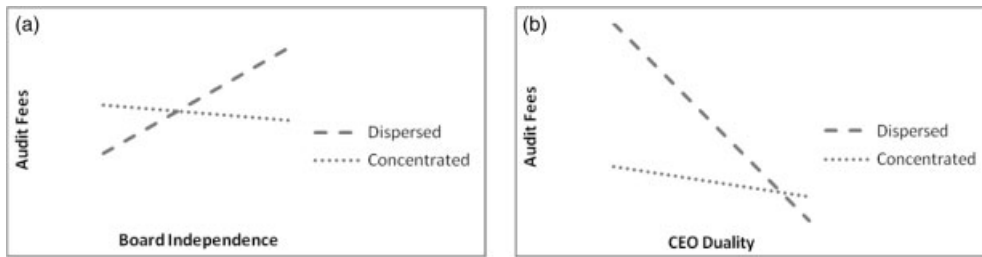 (a)
Audit Fees
Dispersed
Concentrated
Board Independence
(b)
Audit Fees
Dispersed
Concentrated
CEO Duality